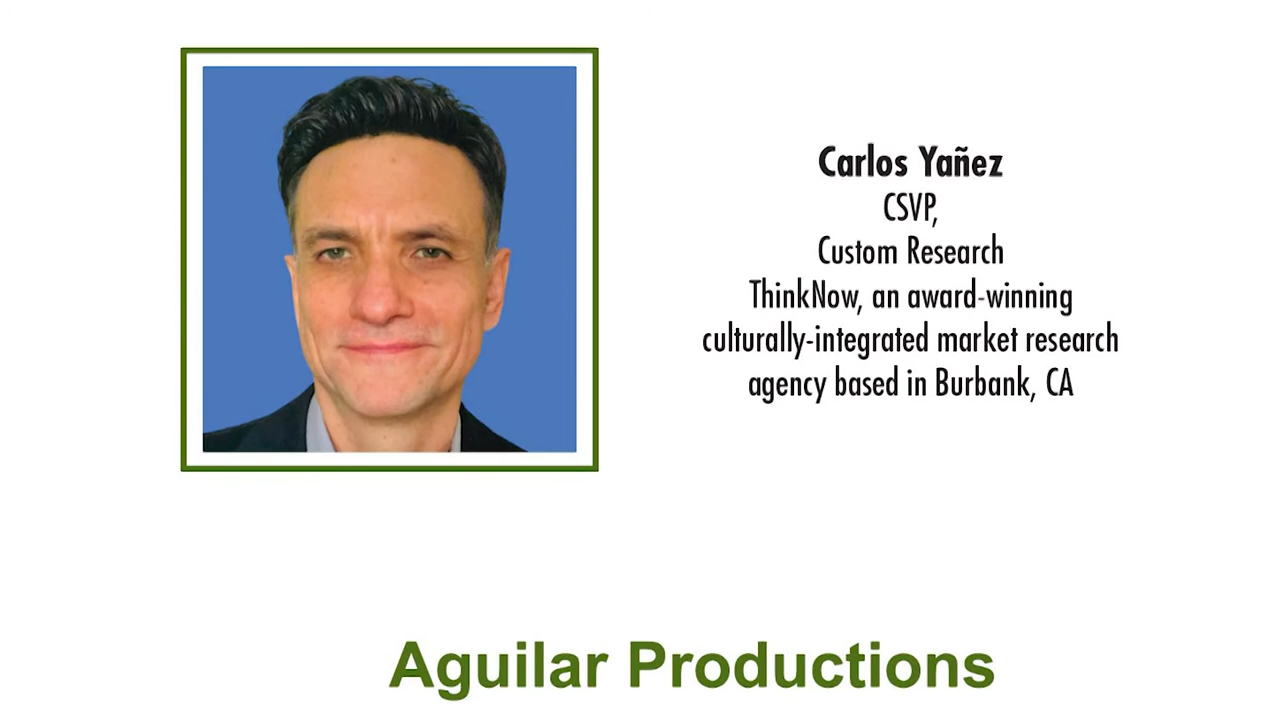 Carlos Yañez
CSVP,
Custom Research
ThinkNow, an award-winning
culturally-integrated market research
agency based in Burbank, CA
Aguilar Productions